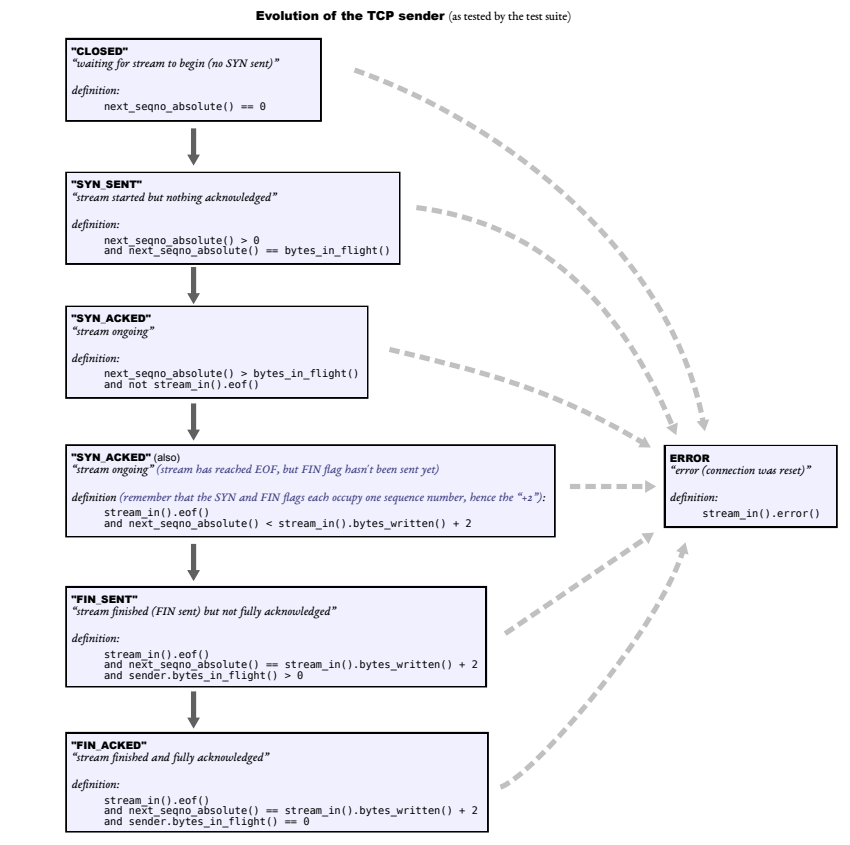 Evolution of the TCP sender (as tested by the test suite)
"CLOSED"
“waiting for stream to begin (no SYN sent)”
definition:
next_seqno_absolute() == 0
"SYN_SENT"
“stream started but nothing acknowledged”
definition:
next_seqno_absolute() > 0
and next_seqno_absolute() == bytes_in_flight()
"SYN_ACKED"
“stream ongoing”
definition:
next_seqno_absolute() > bytes_in_flight()
and not stream_in().eof()
"SYN_ACKED" (also)
“stream ongoing” (stream has reached EOF, but FIN flag hasn't been sent yet)
definition (remember that the SYN and FIN flags each occupy one sequence number, hence the “+2”):
stream_in().eof()
and next_seqno_absolute() < stream_in().bytes_written() + 2
ERROR
“error (connection was reset)”
definition:
stream_in().error()
"FIN_SENT"
“stream finished (FIN sent) but not fully acknowledged”
definition:
stream_in().eof()
and next_seqno_absolute() == stream_in().bytes_written() + 2
and sender.bytes_in_flight() > 0
"FIN_ACKED"
“stream finished and fully acknowledged”
definition:
stream_in().eof()
and next_seqno_absolute() == stream_in().bytes_written() + 2
and sender.bytes_in_flight() == 0